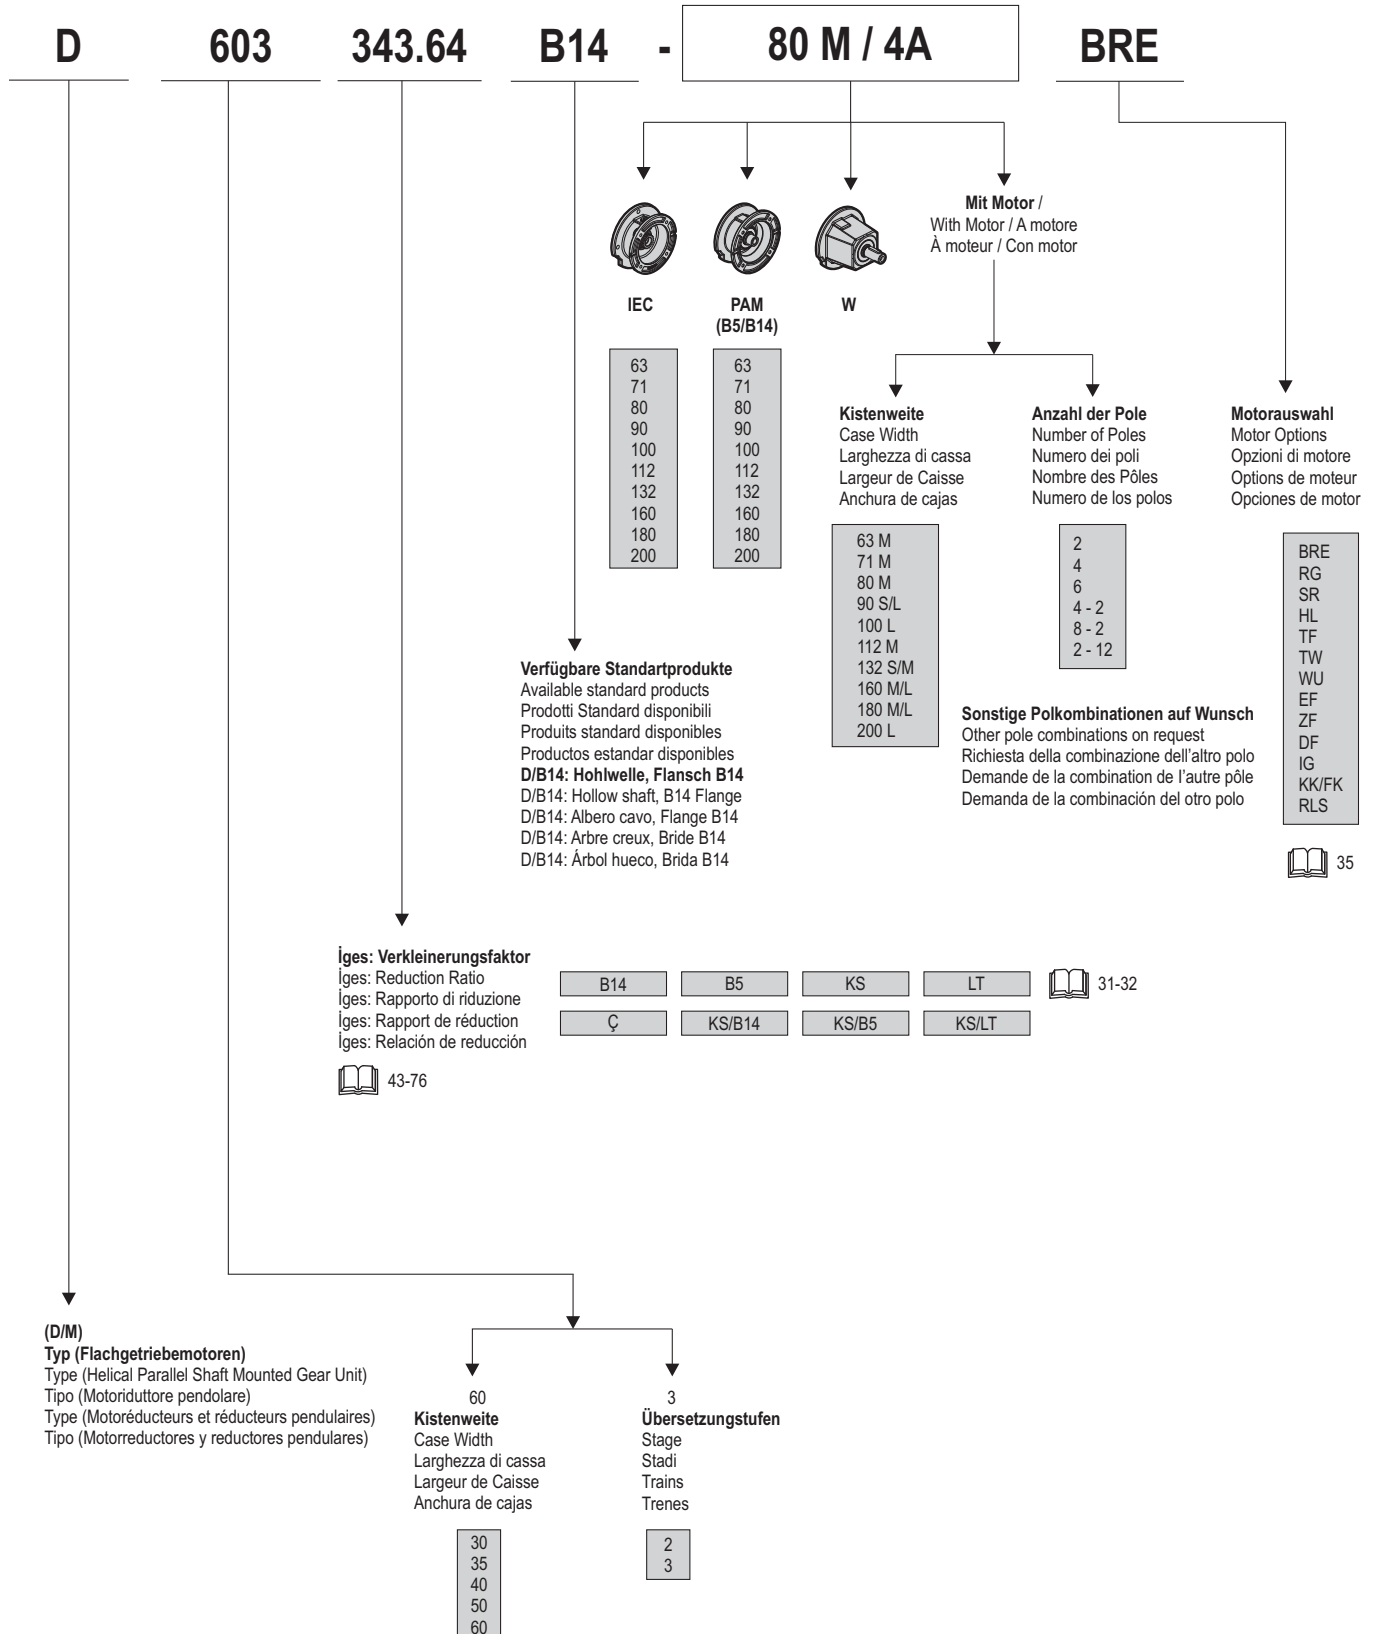 D 603 343.64 B14 - 80 M / 4A BRE
Mit Motor /
With Motor / A motore
À moteur / Con motor
IEC
PAM
(B5/B14)
W
63
71
80
90
100
112
132
160
180
200
63
71
80
90
100
112
132
160
180
200
Kistenweite
Case Width
Larghezza di cassa
Largeur de Caisse
Anchura de cajas
63 M
71 M
80 M
90 S/L
100 L
112 M
132 S/M
160 M/L
180 M/L
200 L
Anzahl der Pole
Number of Poles
Numero dei poli
Nombre des Pôles
Numero de los polos
2
4
6
4 - 2
8 - 2
2 - 12
Motorauswahl
Motor Options
Opzioni di motore
Options de moteur
Opciones de motor
BRE
RG
SR
HL
TF
TW
WU
EF
ZF
DF
IG
KK/FK
RLS
35
Sonstige Polkombinationen auf Wunsch
Other pole combinations on request
Richiesta della combinazione dell'altro polo
Demande de la combination de I'autre pôle
Demanda de la combinación del otro polo
Verfügbare Standartprodukte
Available standard products
Prodotti Standard disponibili
Produits standard disponibles
Productos estandar disponibles
D/B14: Hohlwelle, Flansch B14
D/B14: Hollow shaft, B14 Flange
D/B14: Albero cavo, Flange B14
D/B14: Arbre creux, Bride B14
D/B14: Árbol hueco, Brida B14
İges: Verkleinerungsfaktor
İges: Reduction Ratio
İges: Rapporto di riduzione
İges: Rapport de réduction
İges: Relación de reducción
43-76
B14 B5 KS LT 31-32
Ç KS/B14 KS/B5 KS/LT
(D/M)
Typ (Flachgetriebemotoren)
Type (Helical Parallel Shaft Mounted Gear Unit)
Tipo (Motoriduttore pendolare)
Type (Motoréducteurs et réducteurs pendulaires)
Tipo (Motorreductores y reductores pendulares)
60
Kistenweite
Case Width
Larghezza di cassa
Largeur de Caisse
Anchura de cajas
30
35
40
50
60
3
Übersetzungstufen
Stage
Stadi
Trains
Trenes
2
3